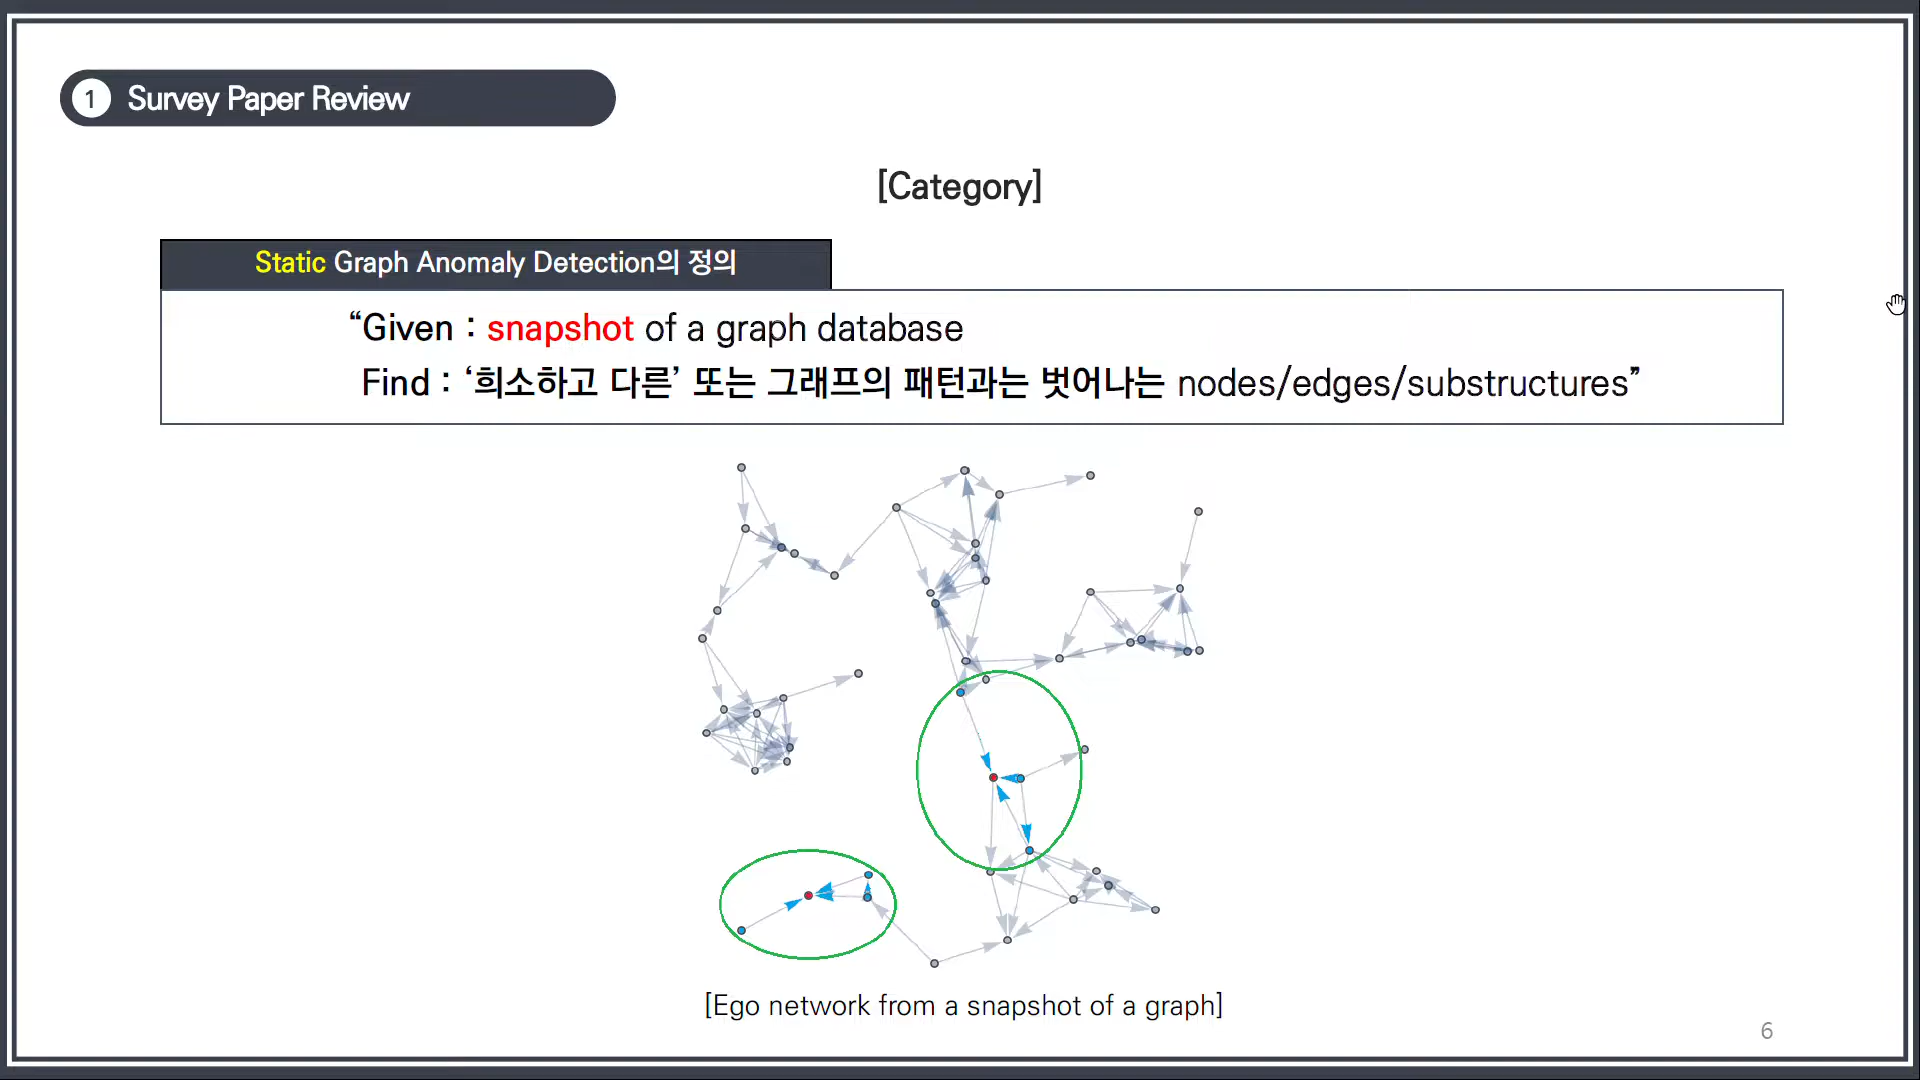 1 Survey Paper Review
[Category]
Static Graph Anomaly Detection의 정의
“Given : snapshot of a graph database
Find : ‘희소하고 다른’ 또는 그래프의 패턴과는 벗어나는 nodes/edges/substructures”
[Ego network from a snapshot of a graph]
6